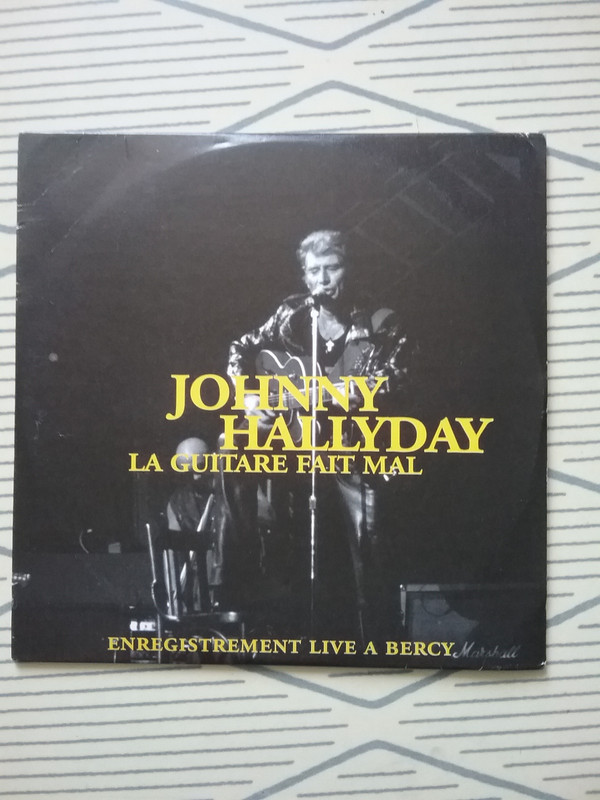 JOHNNY
HALLYDAY
LA GUITARE FAIT MAL
ENREGISTREMENT LIVE A BERCY
Marshall